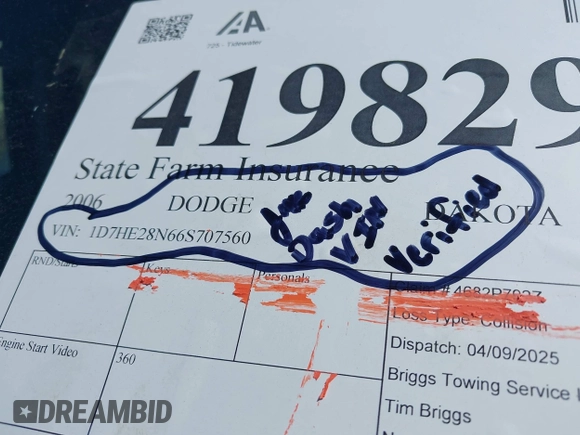 IAA
725 - Tidewater
419829
State Farm Insurance
2006 DODGE DAKOTA
VIN: 1D7HE28N66S707560
Dash
VIN
Verified
Keys
Personals
Loss Type: Collision
Engine Start Video
360
Dispatch: 04/09/2025
Briggs Towing Service
Tim Briggs
DREAMBID